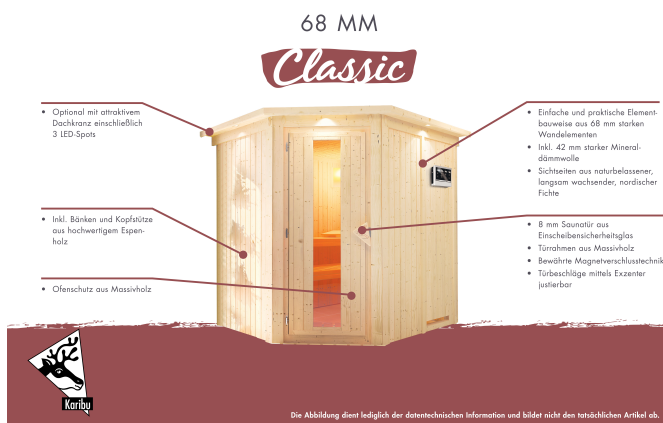 68 MM
Classic
• Optional mit attraktivem
Dachkranz einschließlich
3 LED-Spots
• Inkl. Bänken und Kopfstütze
aus hochwertigem Espen-
holz
• Ofenschutz aus Massivholz
• Einfache und praktische Element-
bauweise aus 68 mm starken
Wandelementen
• Inkl. 42 mm starker Mineral-
dämmwolle
• Sichtseiten aus naturbelassener,
langsam wachsender, nordischer
Fichte
• 8 mm Saunatür aus
Einscheibensicherheitsglas
• Türrahmen aus Massivholz
• Bewährte Magnetverschlusstechnik
• Türbeschläge mittels Exzenter
justierbar
Karibu
Die Abbildung dient lediglich der datentechnischen Information und bildet nicht den tatsächlichen Artikel ab.